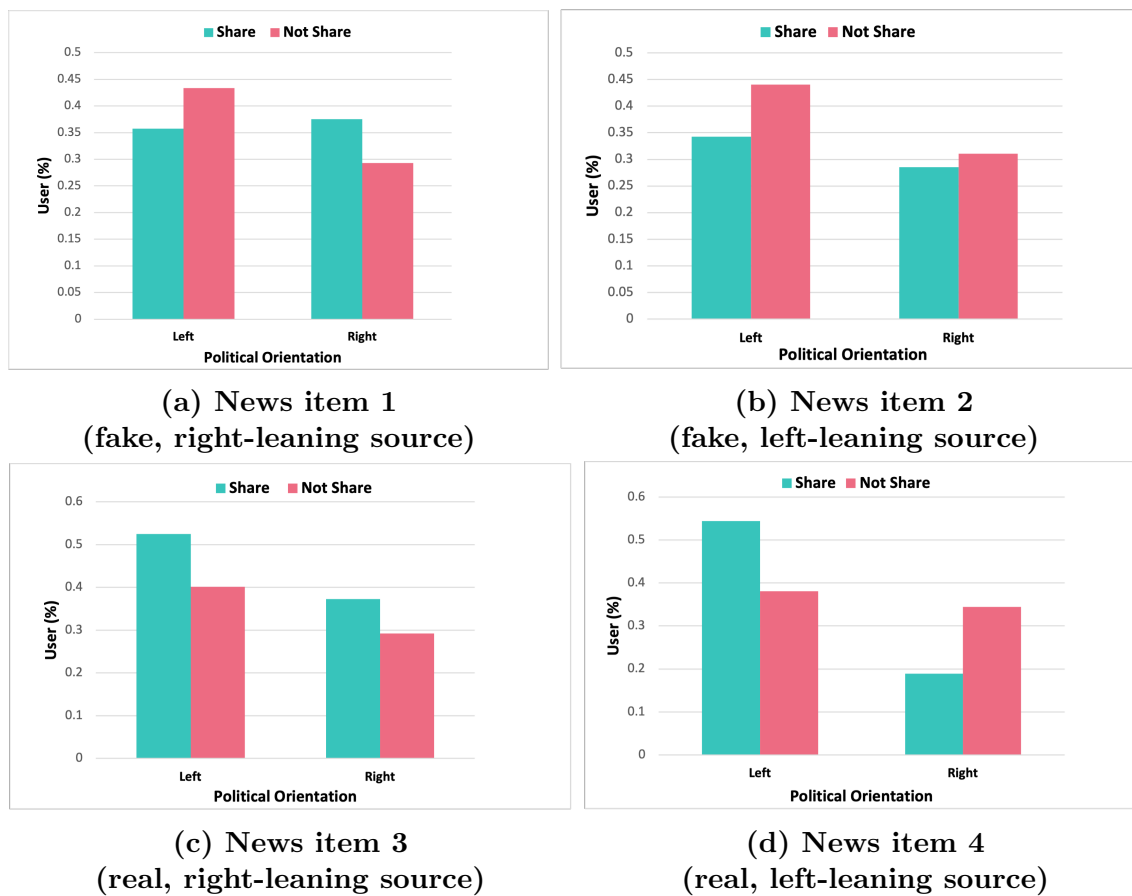 Share Not Share
0.5
0.45
0.4
0.35
0.3
0.25
0.2
0.15
0.1
0.05
0
User (%)
Left Right
Political Orientation
(a) News item 1
(fake, right-leaning source)
Share Not Share
0.5
0.45
0.4
0.35
0.3
0.25
0.2
0.15
0.1
0.05
0
User (%)
Left Right
Political Orientation
(b) News item 2
(fake, left-leaning source)
Share Not Share
0.6
0.5
0.4
0.3
0.2
0.1
0
User (%)
Left Right
Political Orientation
(c) News item 3
(real, right-leaning source)
Share Not Share
0.6
0.5
0.4
0.3
0.2
0.1
0
User (%)
Left Right
Political Orientation
(d) News item 4
(real, left-leaning source)